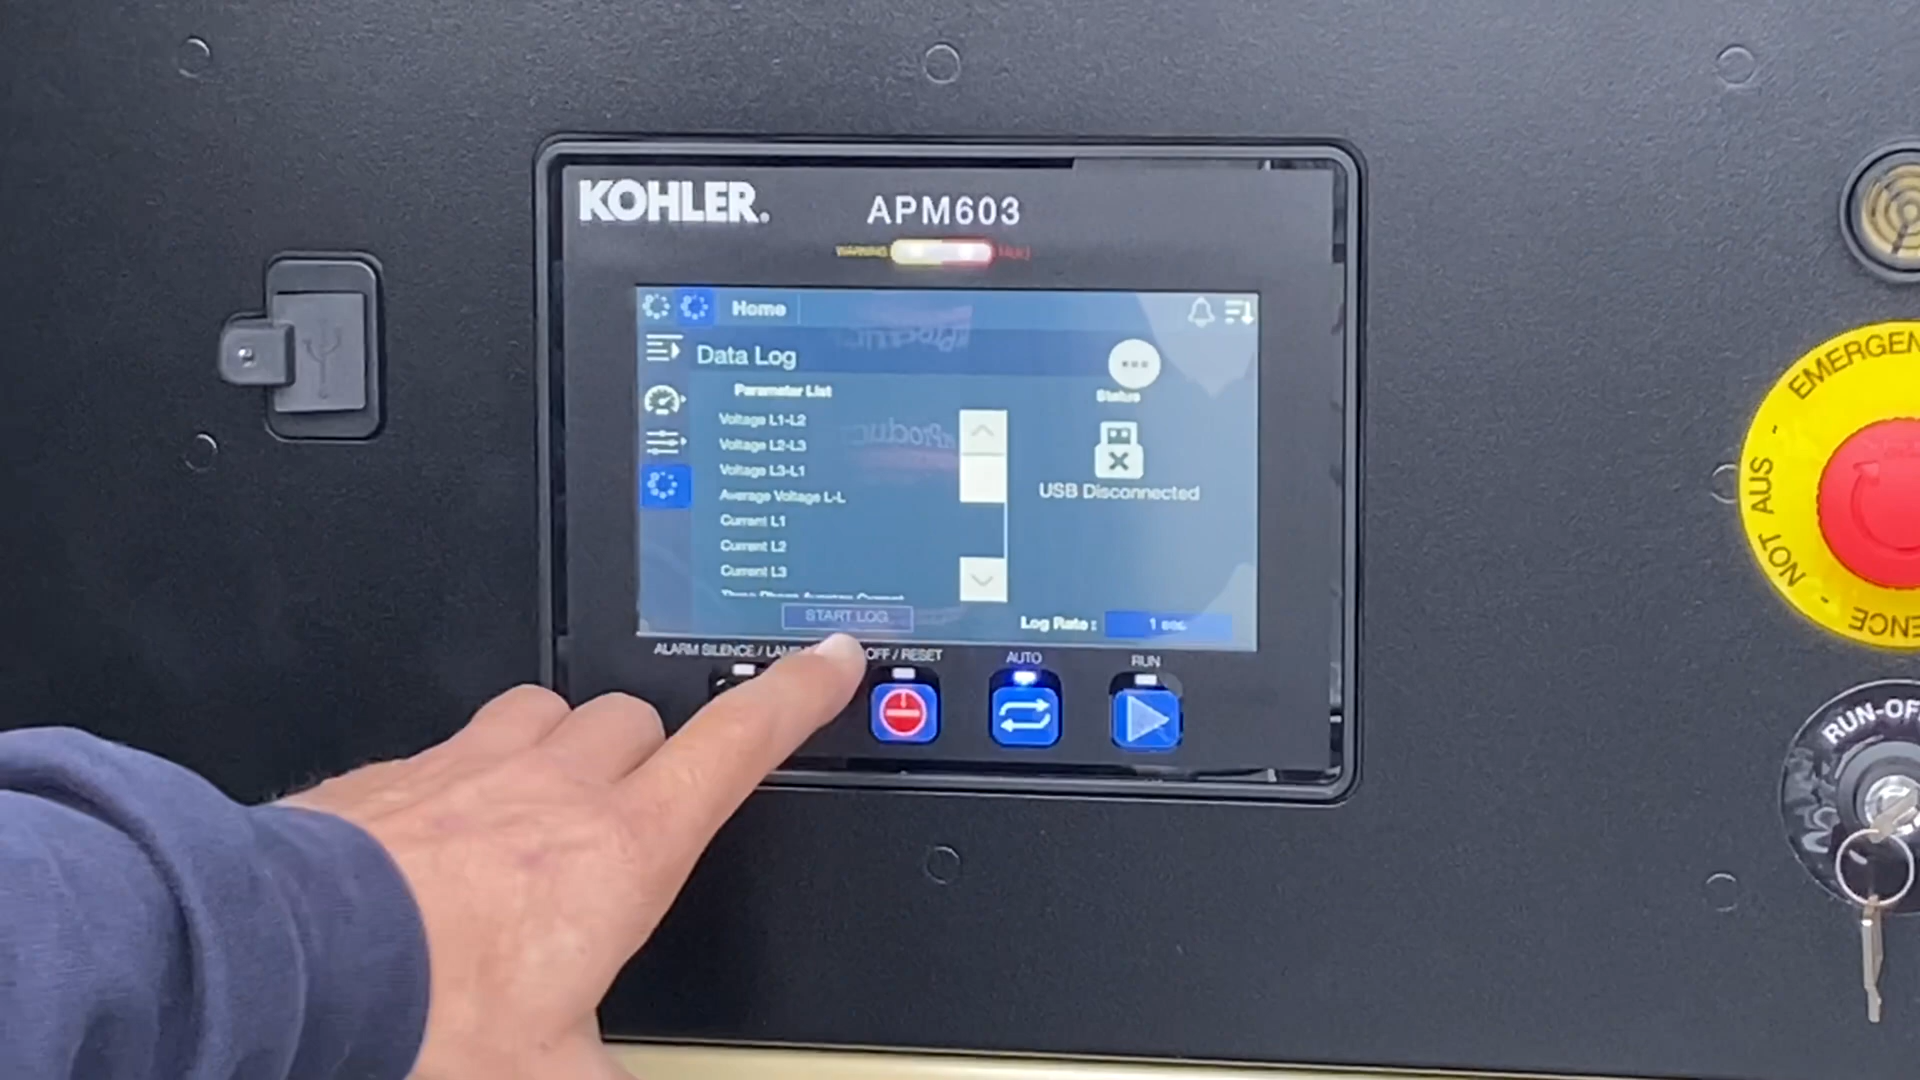 KOHLER.
APM603
WARNING
Home
Data Log
Parameter List
Status
Voltage L1-L2
Voltage L2-L3
Voltage L3-L1
Average Voltage L-L
Current L1
Current L2
Current L3
USB Disconnected
START LOG
Log Rate :
1 sec
ALARM SILENCE /
OFF / RESET
AUTO
RUN
NOT AUS -
RUN-OF